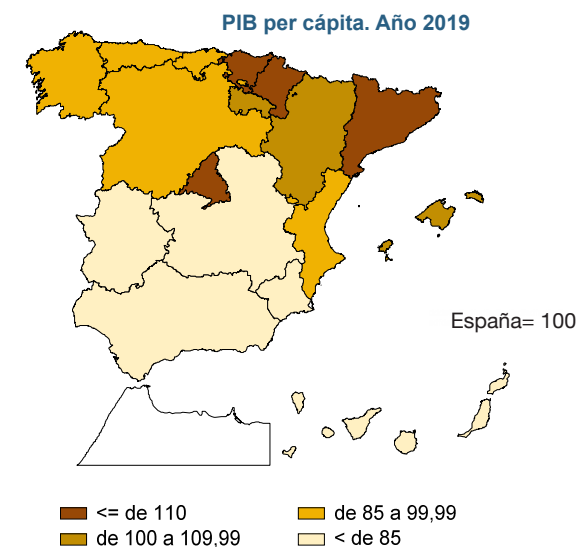 PIB per cápita. Año 2019
España= 100
<= de 110
de 85 a 99,99
de 100 a 109,99
< de 85